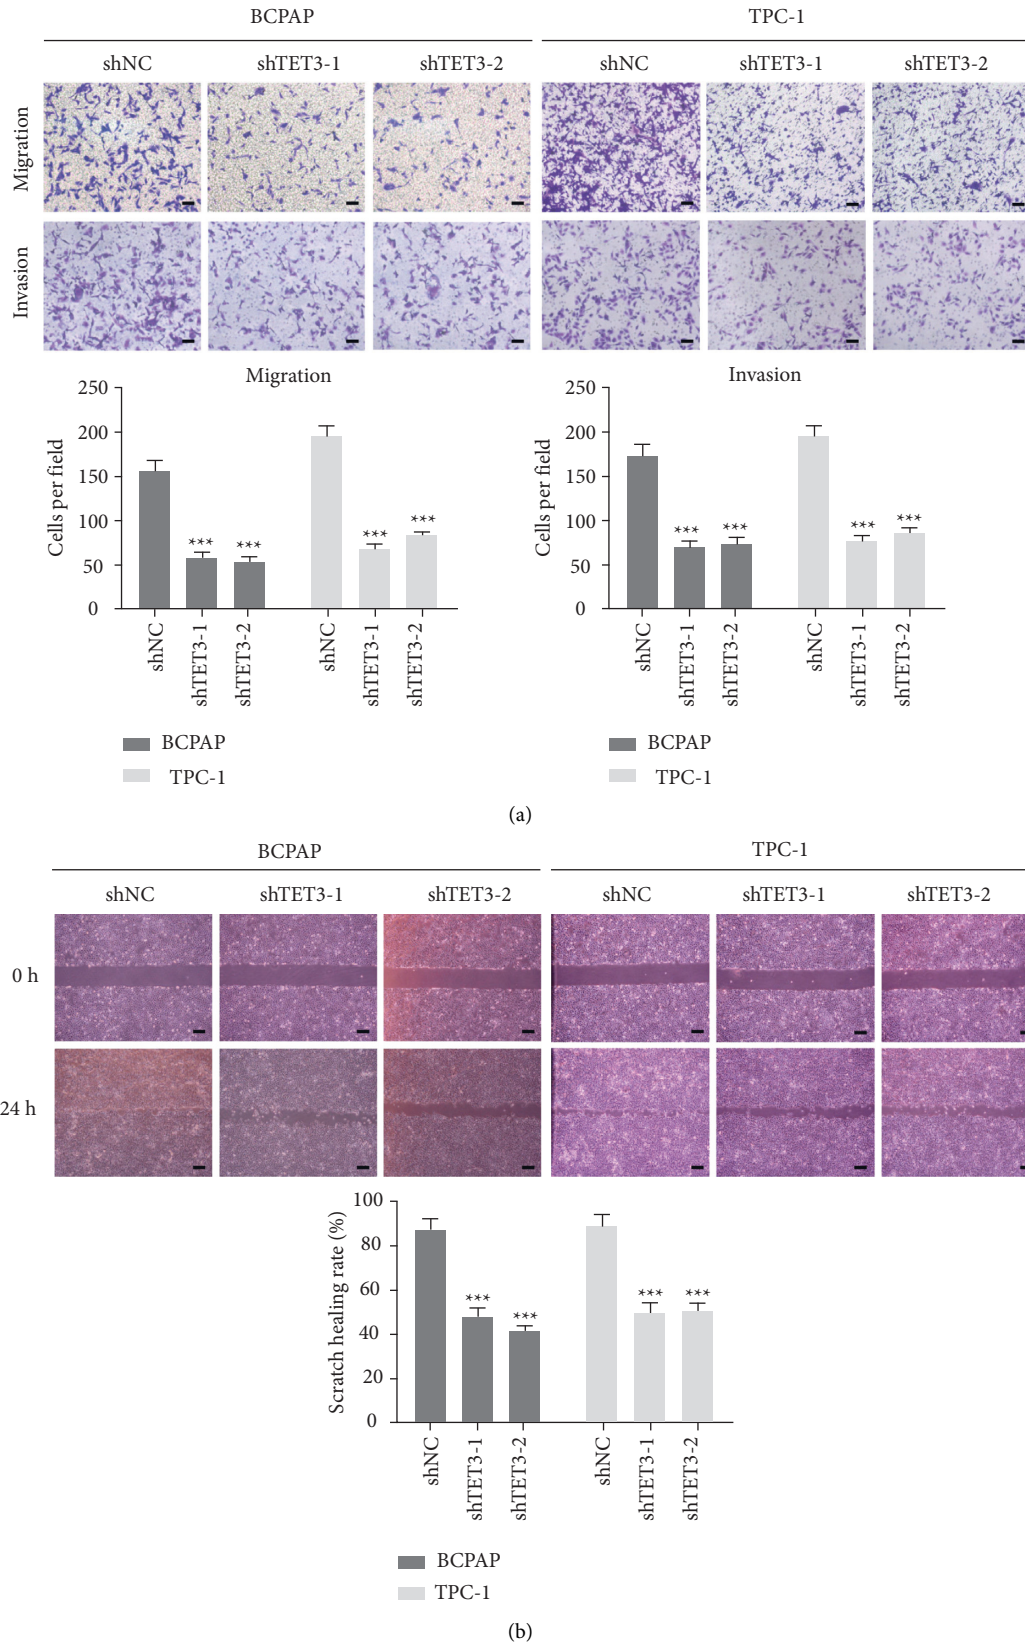 BCPAP TPC-1
shNC shTET3-1 shTET3-2 shNC shTET3-1 shTET3-2
Migration
Invasion
Migration
Cells per field
250
200
150
100
50
0
*** *** *** ***
shNC shTET3-1 shTET3-2 shNC shTET3-1 shTET3-2
BCPAP
TPC-1
Invasion
Cells per field
250
200
150
100
50
0
*** *** *** ***
shNC shTET3-1 shTET3-2 shNC shTET3-1 shTET3-2
BCPAP
TPC-1
(a)
BCPAP TPC-1
shNC shTET3-1 shTET3-2 shNC shTET3-1 shTET3-2
0 h
24 h
Scratch healing rate (%)
100
80
60
40
20
0
*** *** *** ***
shNC shTET3-1 shTET3-2 shNC shTET3-1 shTET3-2
BCPAP
TPC-1
(b)